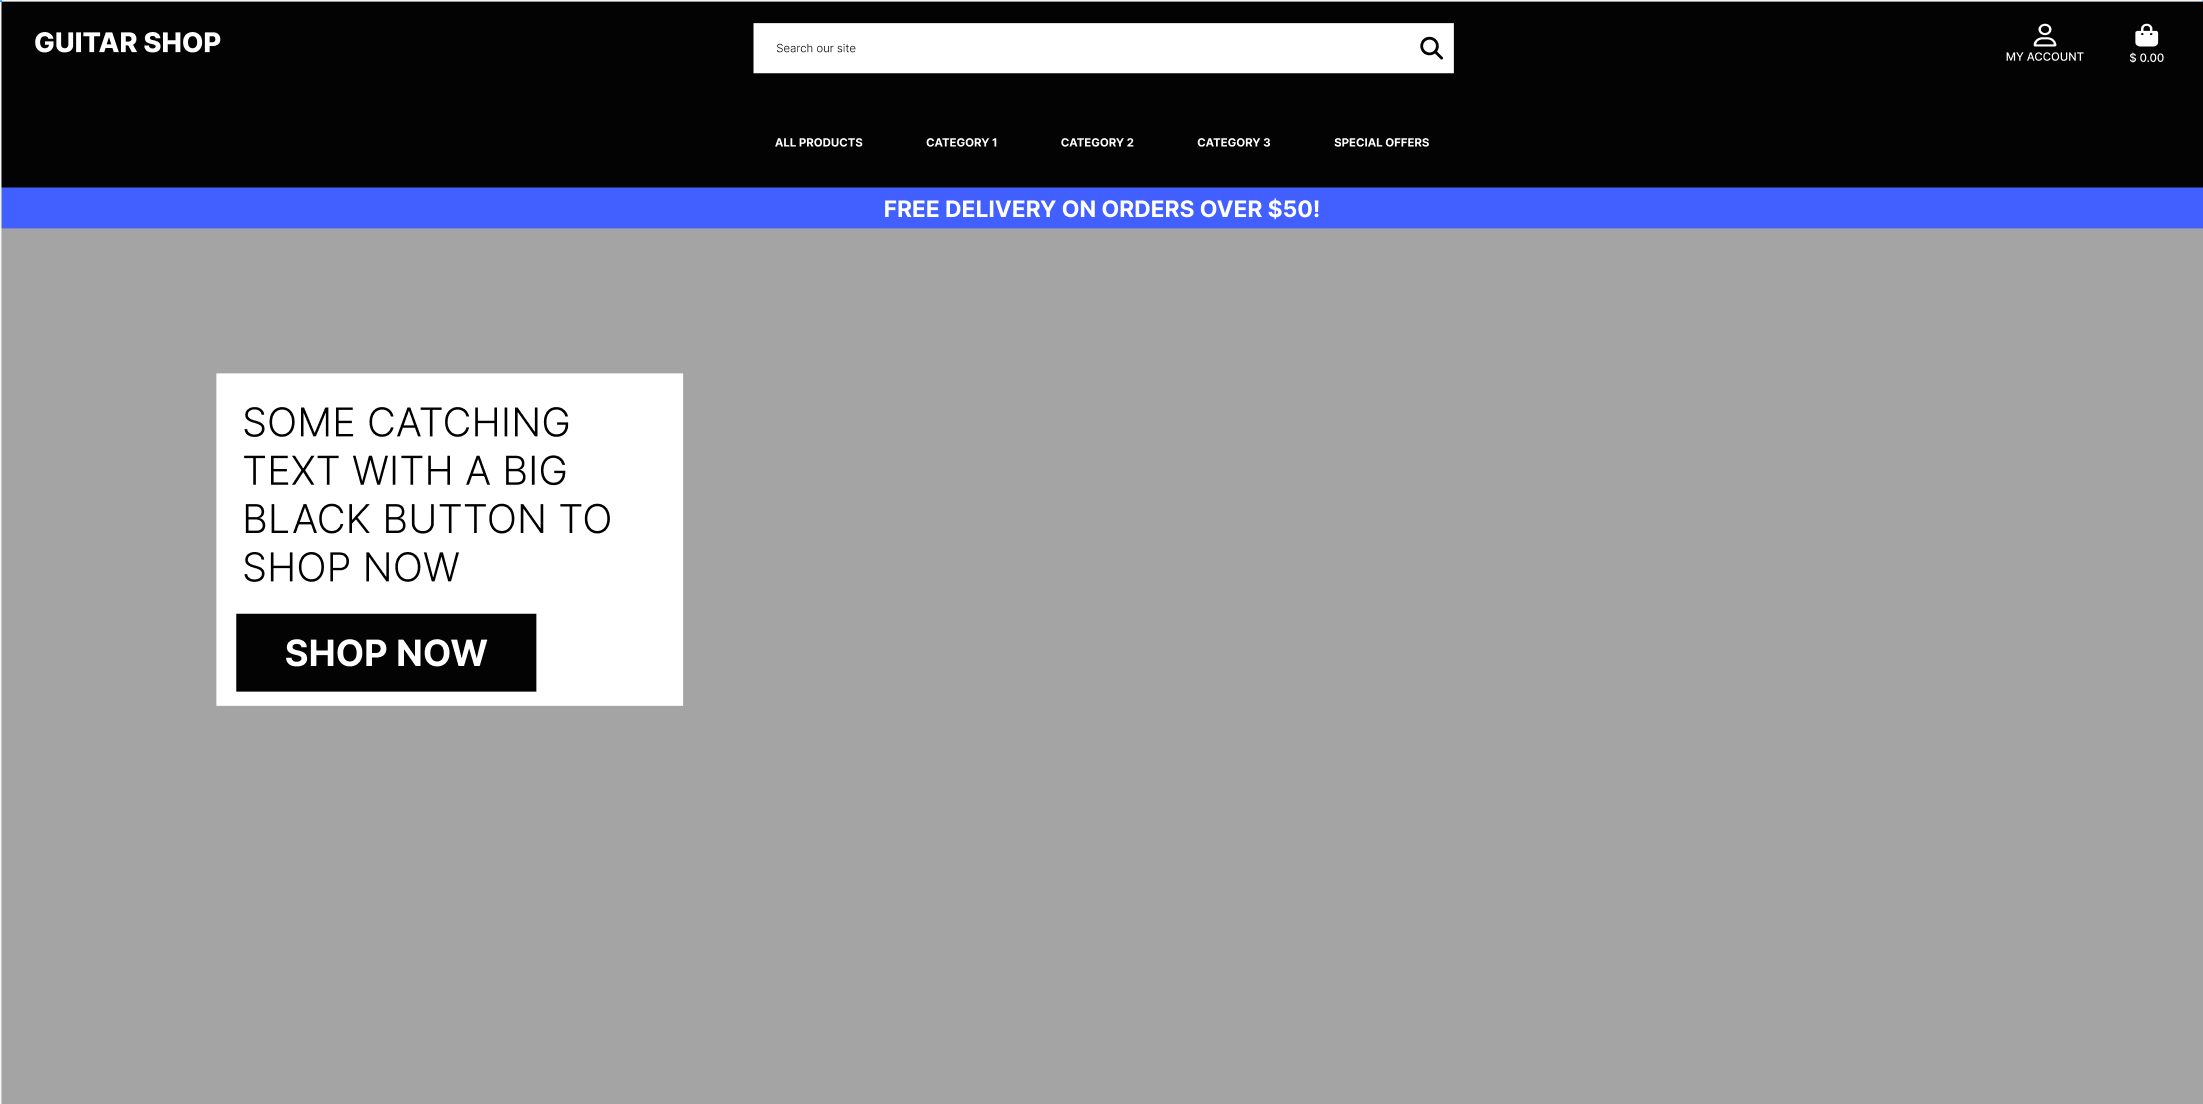 GUITAR SHOP
Search our site
MY ACCOUNT
$ 0.00
ALL PRODUCTS
CATEGORY 1
CATEGORY 2
CATEGORY 3
SPECIAL OFFERS
FREE DELIVERY ON ORDERS OVER $50!
SOME CATCHING
TEXT WITH A BIG
BLACK BUTTON TO
SHOP NOW
SHOP NOW